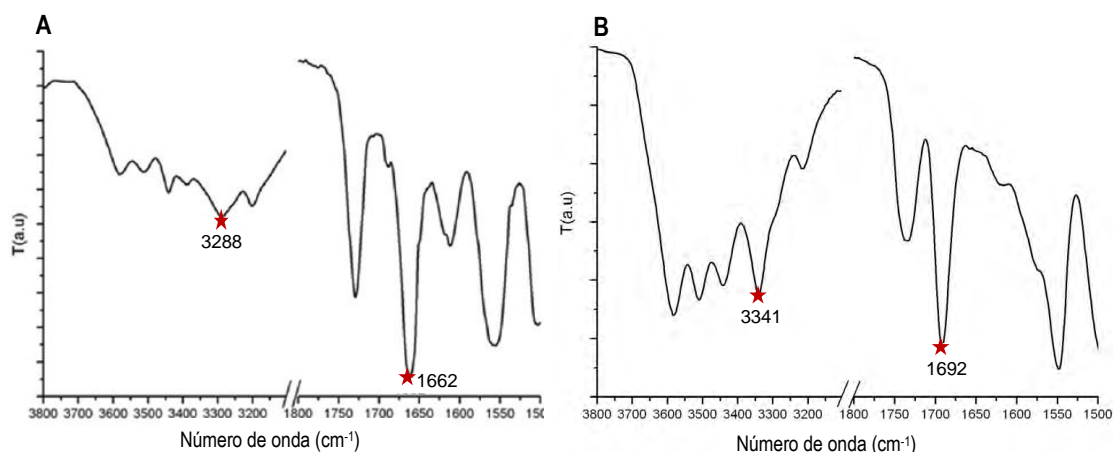 A
T(a.u)
3288
1662
3800 3700 3600 3500 3400 3300 3200
1800 1750 1700 1650 1600 1550 150
Número de onda (cm-1)
B
T(a.u)
3341
1692
3800 3700 3600 3500 3400 3300 3200
1800 1750 1700 1650 1600 1550 1500
Número de onda (cm-1)